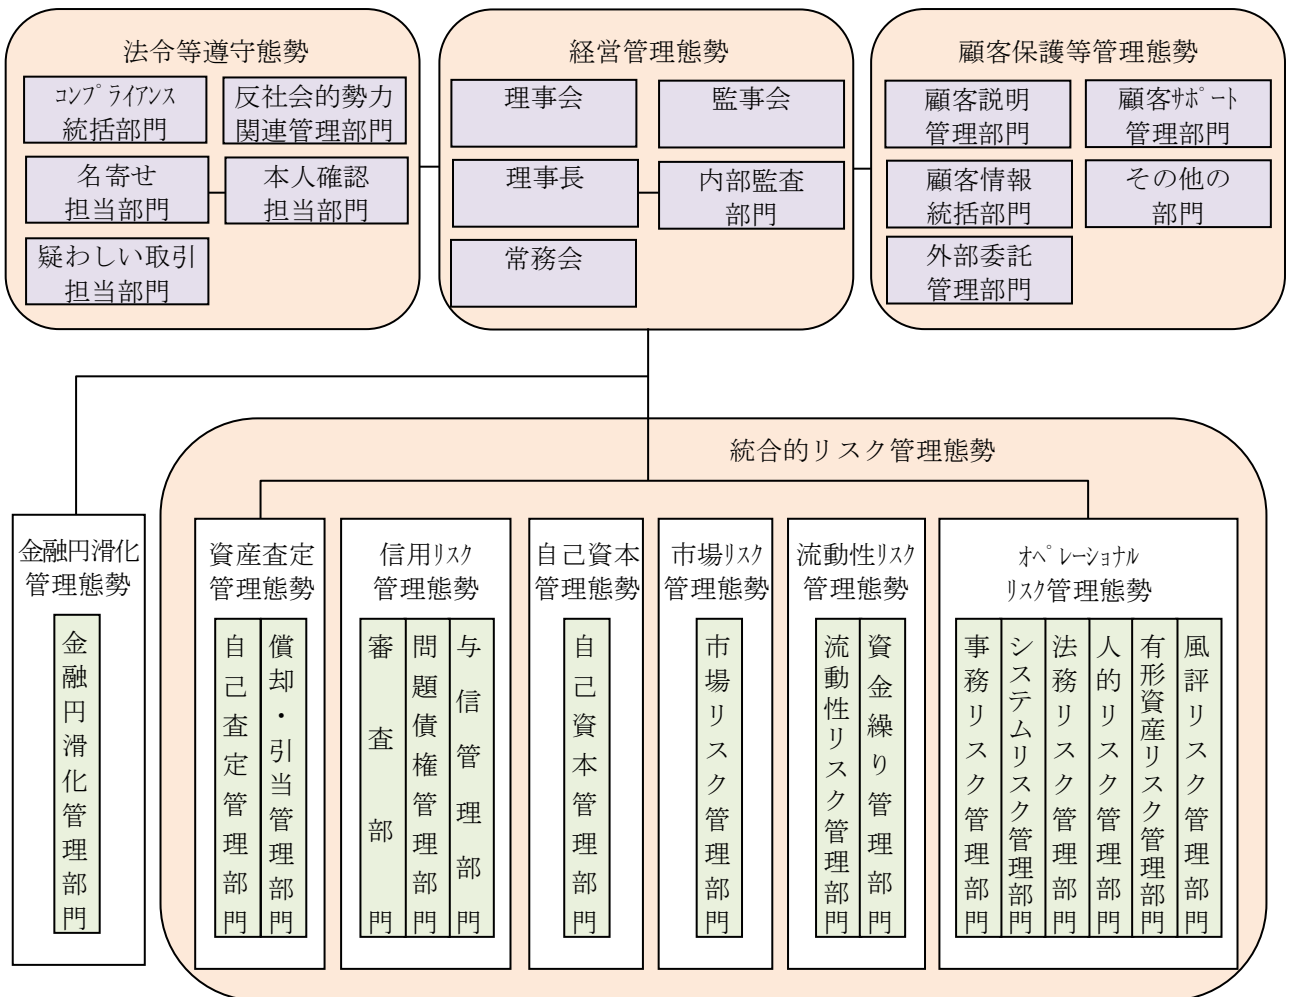 法令等遵守態勢
コンプライアンス
統括部門
反社会的勢力
関連管理部門
名寄せ
担当部門
本人確認
担当部門
疑わしい取引
担当部門
経営管理態勢
理事会
監事会
理事長
内部監査
部門
常務会
顧客保護等管理態勢
顧客説明
管理部門
顧客サポート
管理部門
顧客情報
統括部門
その他の
部門
外部委託
管理部門
統合的リスク管理態勢
金融円滑化
管理態勢
金融円滑化管理部門
資産査定
管理態勢
自己査定管理部門
償却・引当管理部門
信用リスク
管理態勢
審査部門
問題債権管理部門
与信管理部門
自己資本
管理態勢
自己資本管理部門
市場リスク
管理態勢
市場リスク管理部門
流動性リスク
管理態勢
流動性リスク管理部門
資金繰り管理部門
オペレーショナル
リスク管理態勢
事務リスク管理部門
システムリスク管理部門
法務リスク管理部門
人的リスク管理部門
有形資産リスク管理部門
風評リスク管理部門